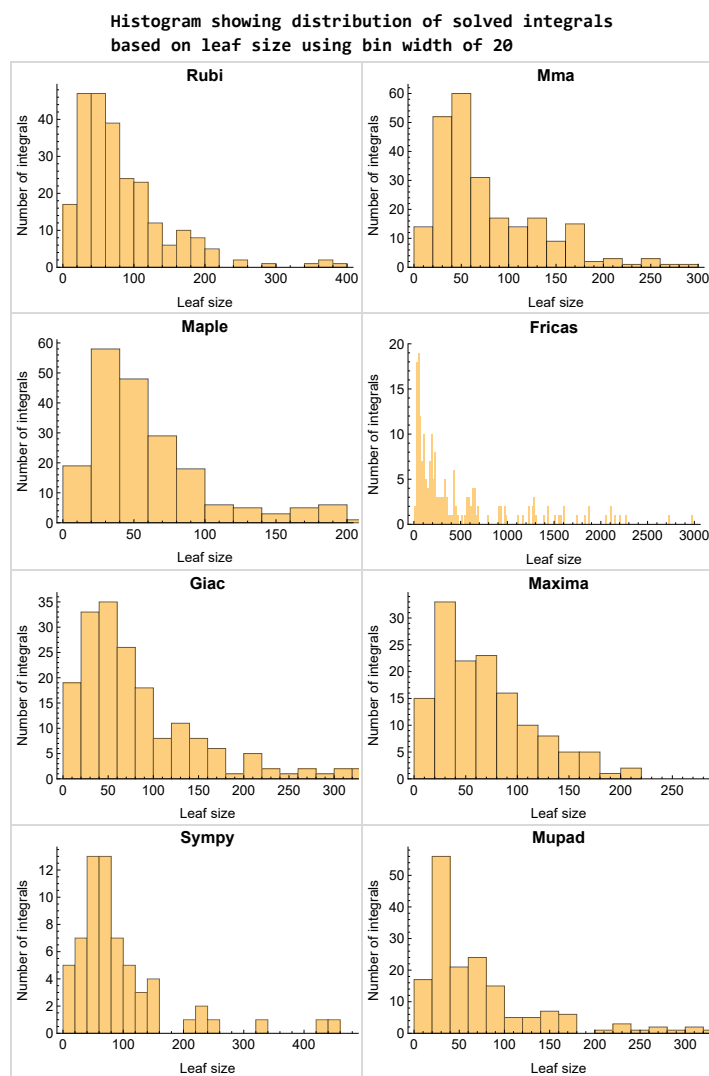 Histogram showing distribution of solved integrals
based on leaf size using bin width of 20
Rubi
Number of integrals
40
30
20
10
0
0 100 200 300 400
Leaf size
Mma
Number of integrals
60
50
40
30
20
10
0
0 50 100 150 200 250 300
Leaf size
Maple
Number of integrals
60
50
40
30
20
10
0
0 50 100 150 200
Leaf size
Fricas
Number of integrals
20
15
10
5
0
0 500 1000 1500 2000 2500 3000
Leaf size
Giac
Number of integrals
35
30
25
20
15
10
5
0
0 50 100 150 200 250 300
Leaf size
Maxima
Number of integrals
30
25
20
15
10
5
0
0 50 100 150 200 250
Leaf size
Sympy
Number of integrals
12
10
8
6
4
2
0
0 100 200 300 400
Leaf size
Mupad
Number of integrals
50
40
30
20
10
0
0 50 100 150 200 250 300
Leaf size